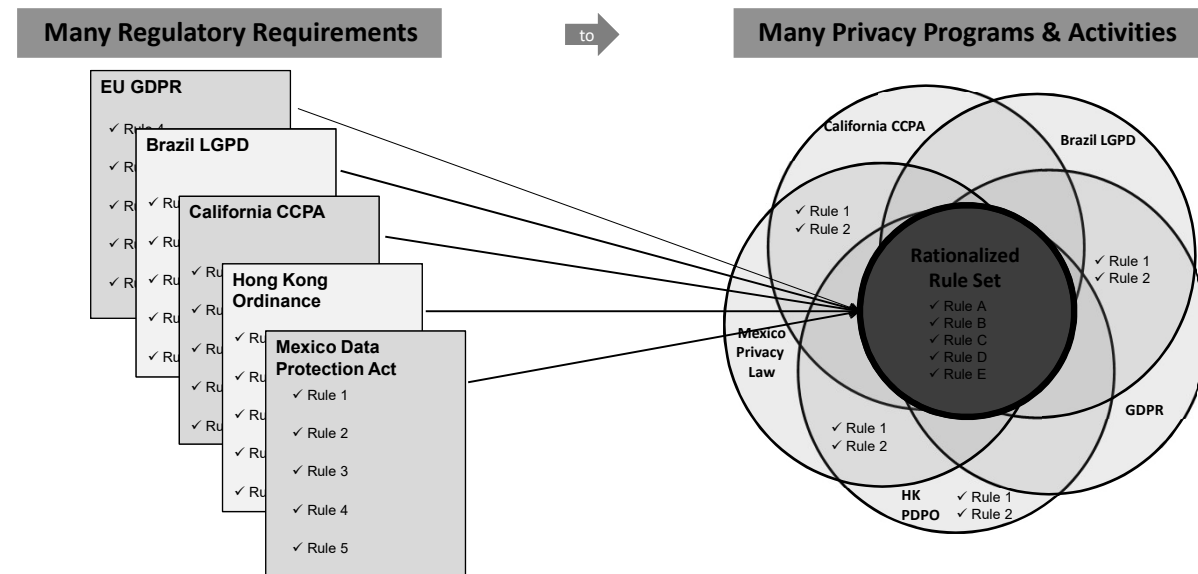 Many Regulatory Requirements
to
Many Privacy Programs & Activities
EU GDPR
Brazil LGPD
California CCPA
Hong Kong
Ordinance
Mexico Data
Protection Act
✓ Rule 1
✓ Rule 2
✓ Rule 3
✓ Rule 4
✓ Rule 5
California CCPA
Brazil LGPD
✓ Rule 1
✓ Rule 2
✓ Rule 1
✓ Rule 2
Rationalized
Rule Set
✓ Rule A
✓ Rule B
✓ Rule C
✓ Rule D
✓ Rule E
Mexico
Privacy
Law
GDPR
✓ Rule 1
✓ Rule 2
HK
PDPO
✓ Rule 1
✓ Rule 2